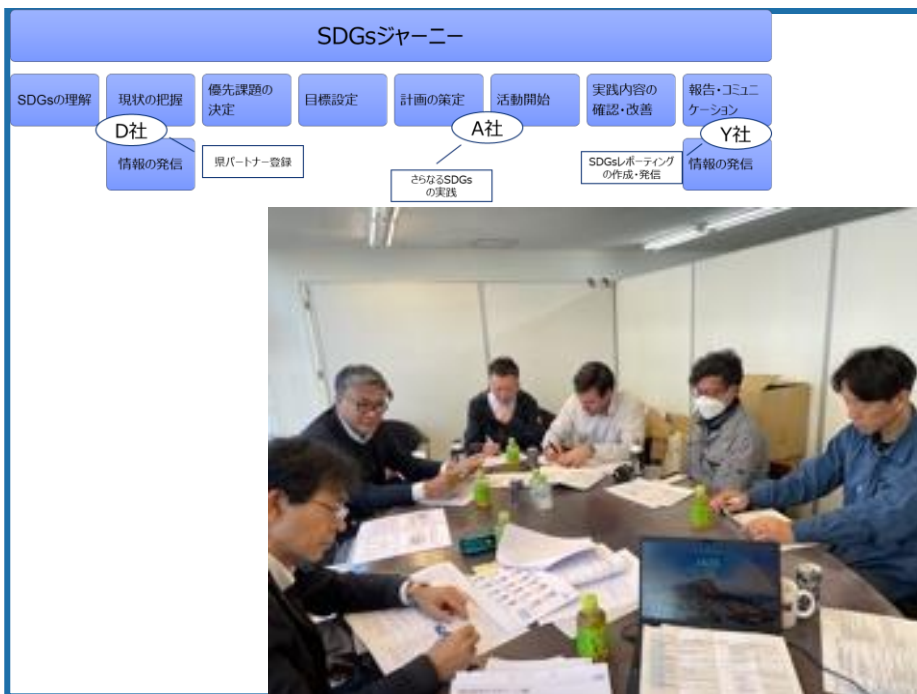 SDGsジャーニー
SDGsの理解
現状の把握
優先課題の
決定
目標設定
計画の策定
活動開始
実践内容の
確認・改善
報告・コミュニ
ケーション
D社
A社
Y社
情報の発信
県パートナー登録
さらなるSDGs
の実践
SDGsレポーティング
の作成・発信
情報の発信